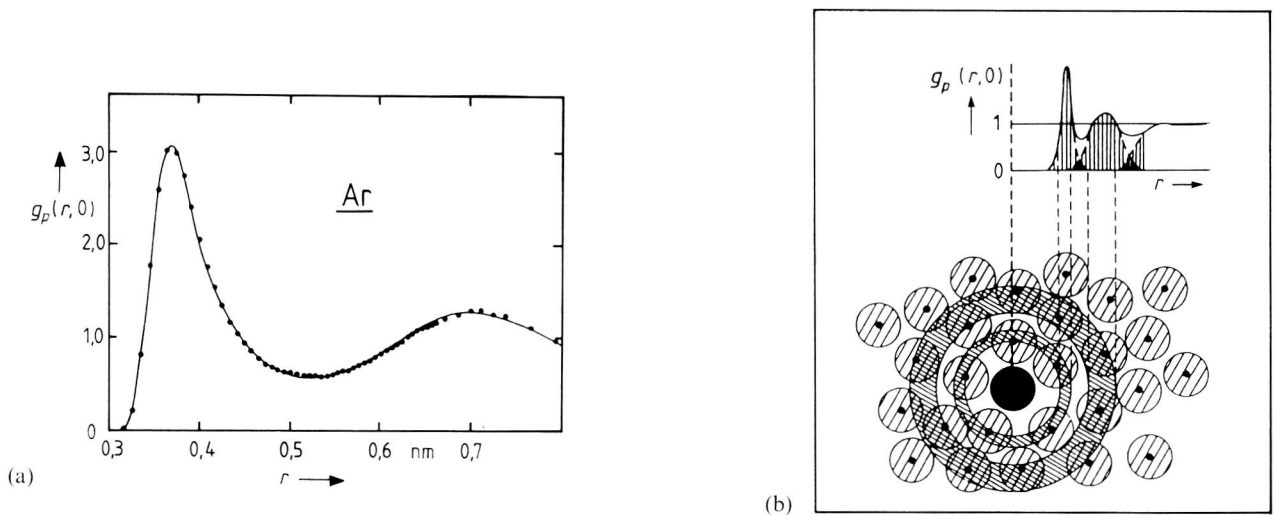 3,0
2,0
1,0
0
g_p(r,0)
Ar
0,3 0,4 0,5 0,6 nm 0,7
r
(a)
g_p (r,0)
1
0
r
(b)